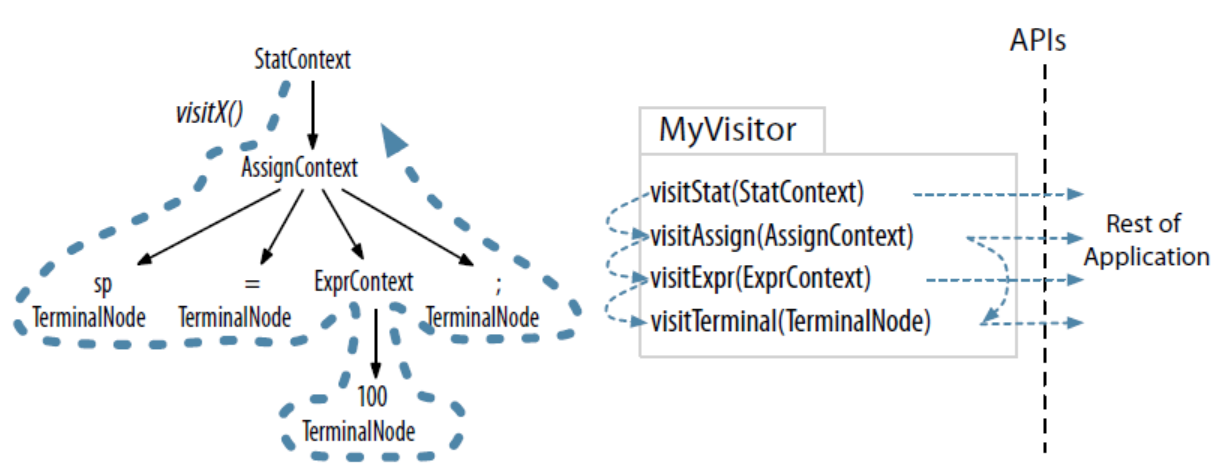 StatContext
visitX()
AssignContext
sp
=
ExprContext
;
TerminalNode
TerminalNode
TerminalNode
100
TerminalNode
APIs
MyVisitor
visitStat(StatContext)
visitAssign(AssignContext)
visitExpr(ExprContext)
visitTerminal(TerminalNode)
Rest of
Application